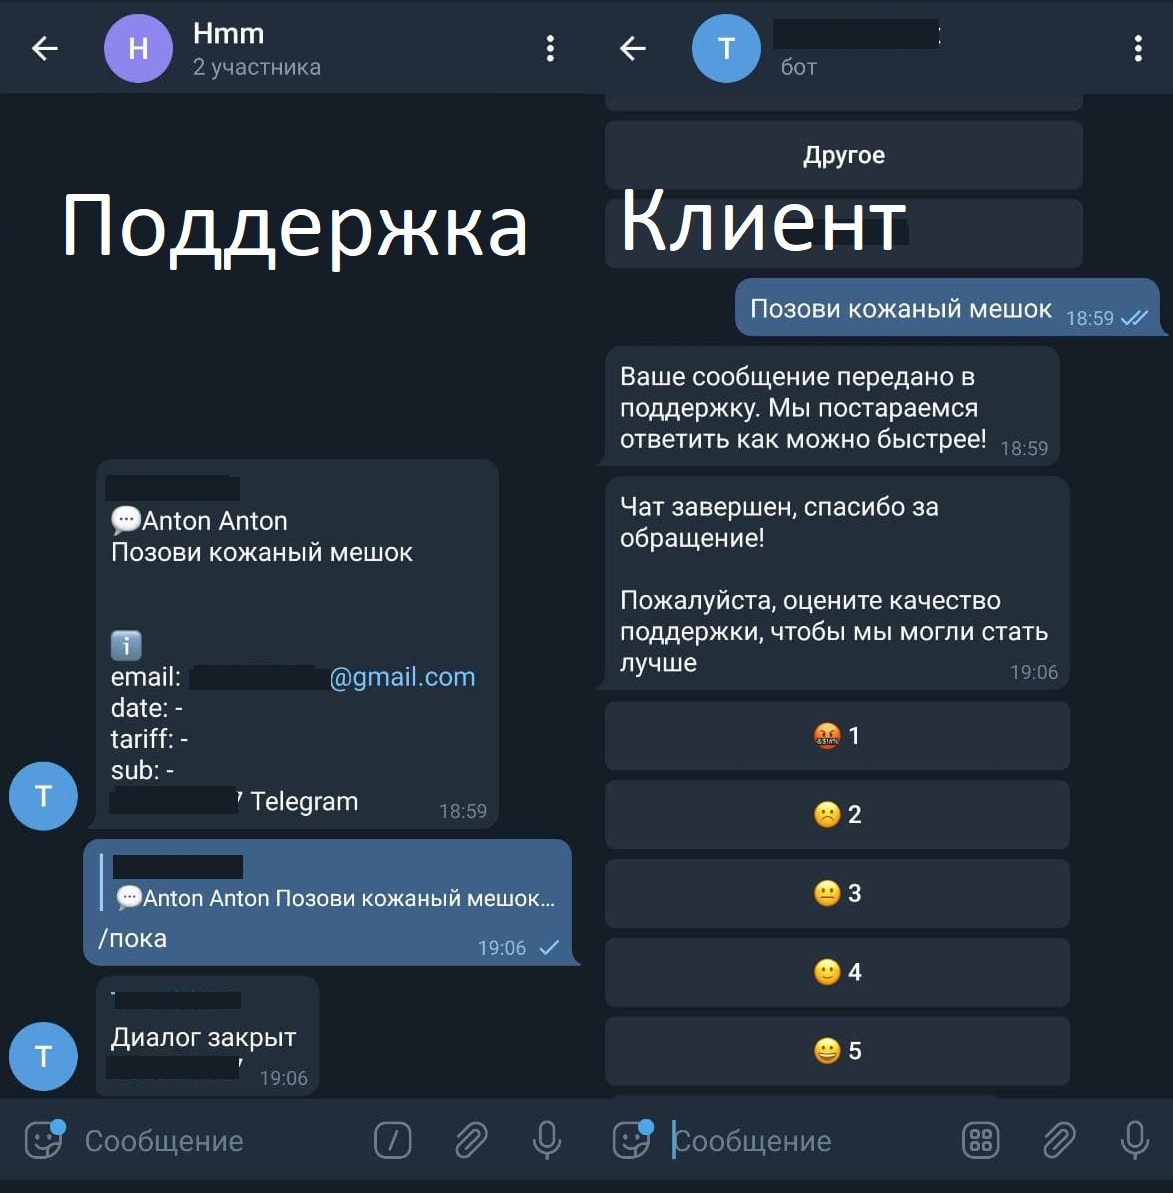 Hmm
2 участника
Поддержка
💬Anton Anton
Позови кожаный мешок
email:
@gmail.com
date: -
tariff: -
sub: -
7 Telegram
18:59
💬Anton Anton Позови кожаный мешок...
/пока
19:06
Диалог закрыт
19:06
Сообщение
бот
Другое
Клиент
Позови кожаный мешок
18:59
Ваше сообщение передано в
поддержку. Мы постараемся
ответить как можно быстрее!
18:59
Чат завершен, спасибо за
обращение!
Пожалуйста, оцените качество
поддержки, чтобы мы могли стать
лучше
19:06
🤬 1
☹️ 2
😐 3
🙂 4
😀 5
Сообщение